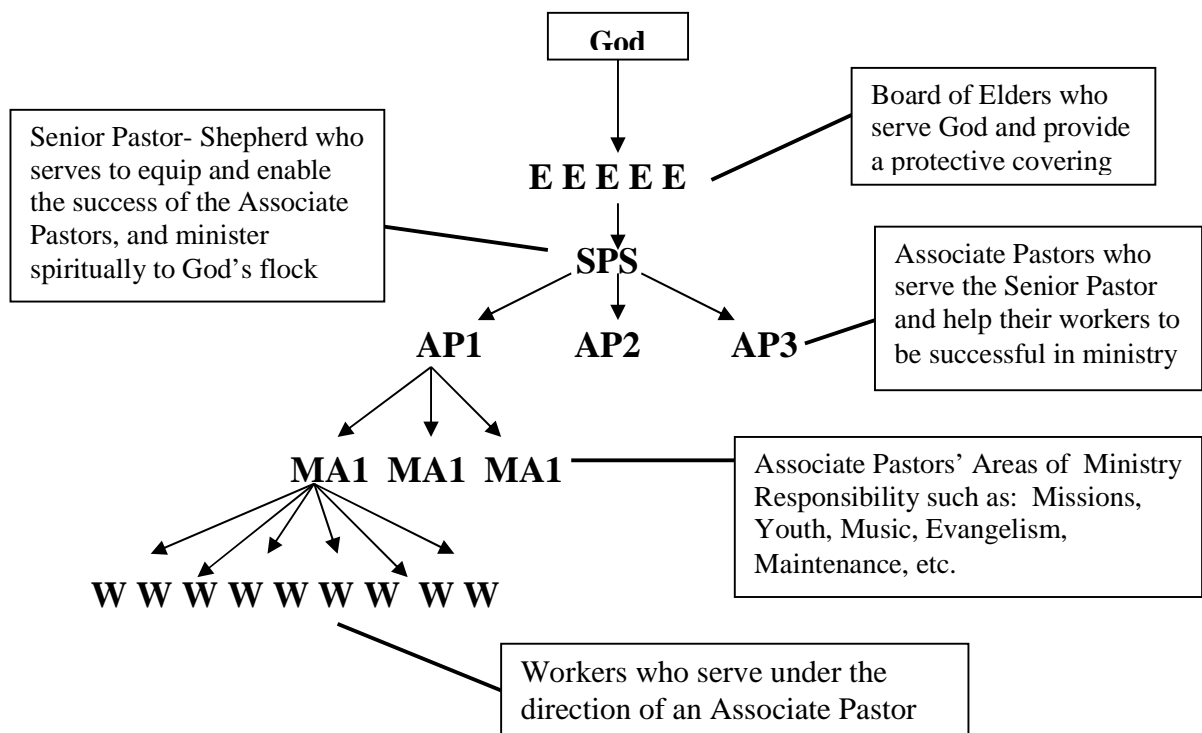 God
Board of Elders who
serve God and provide
a protective covering
Senior Pastor- Shepherd who
serves to equip and enable
the success of the Associate
Pastors, and minister
spiritually to God’s flock
E E E E E
SPS
Associate Pastors who
serve the Senior Pastor
and help their workers to
be successful in ministry
AP1 AP2 AP3
MA1 MA1 MA1
Associate Pastors’ Areas of Ministry
Responsibility such as: Missions,
Youth, Music, Evangelism,
Maintenance, etc.
W W W W W W W W W
Workers who serve under the
direction of an Associate Pastor